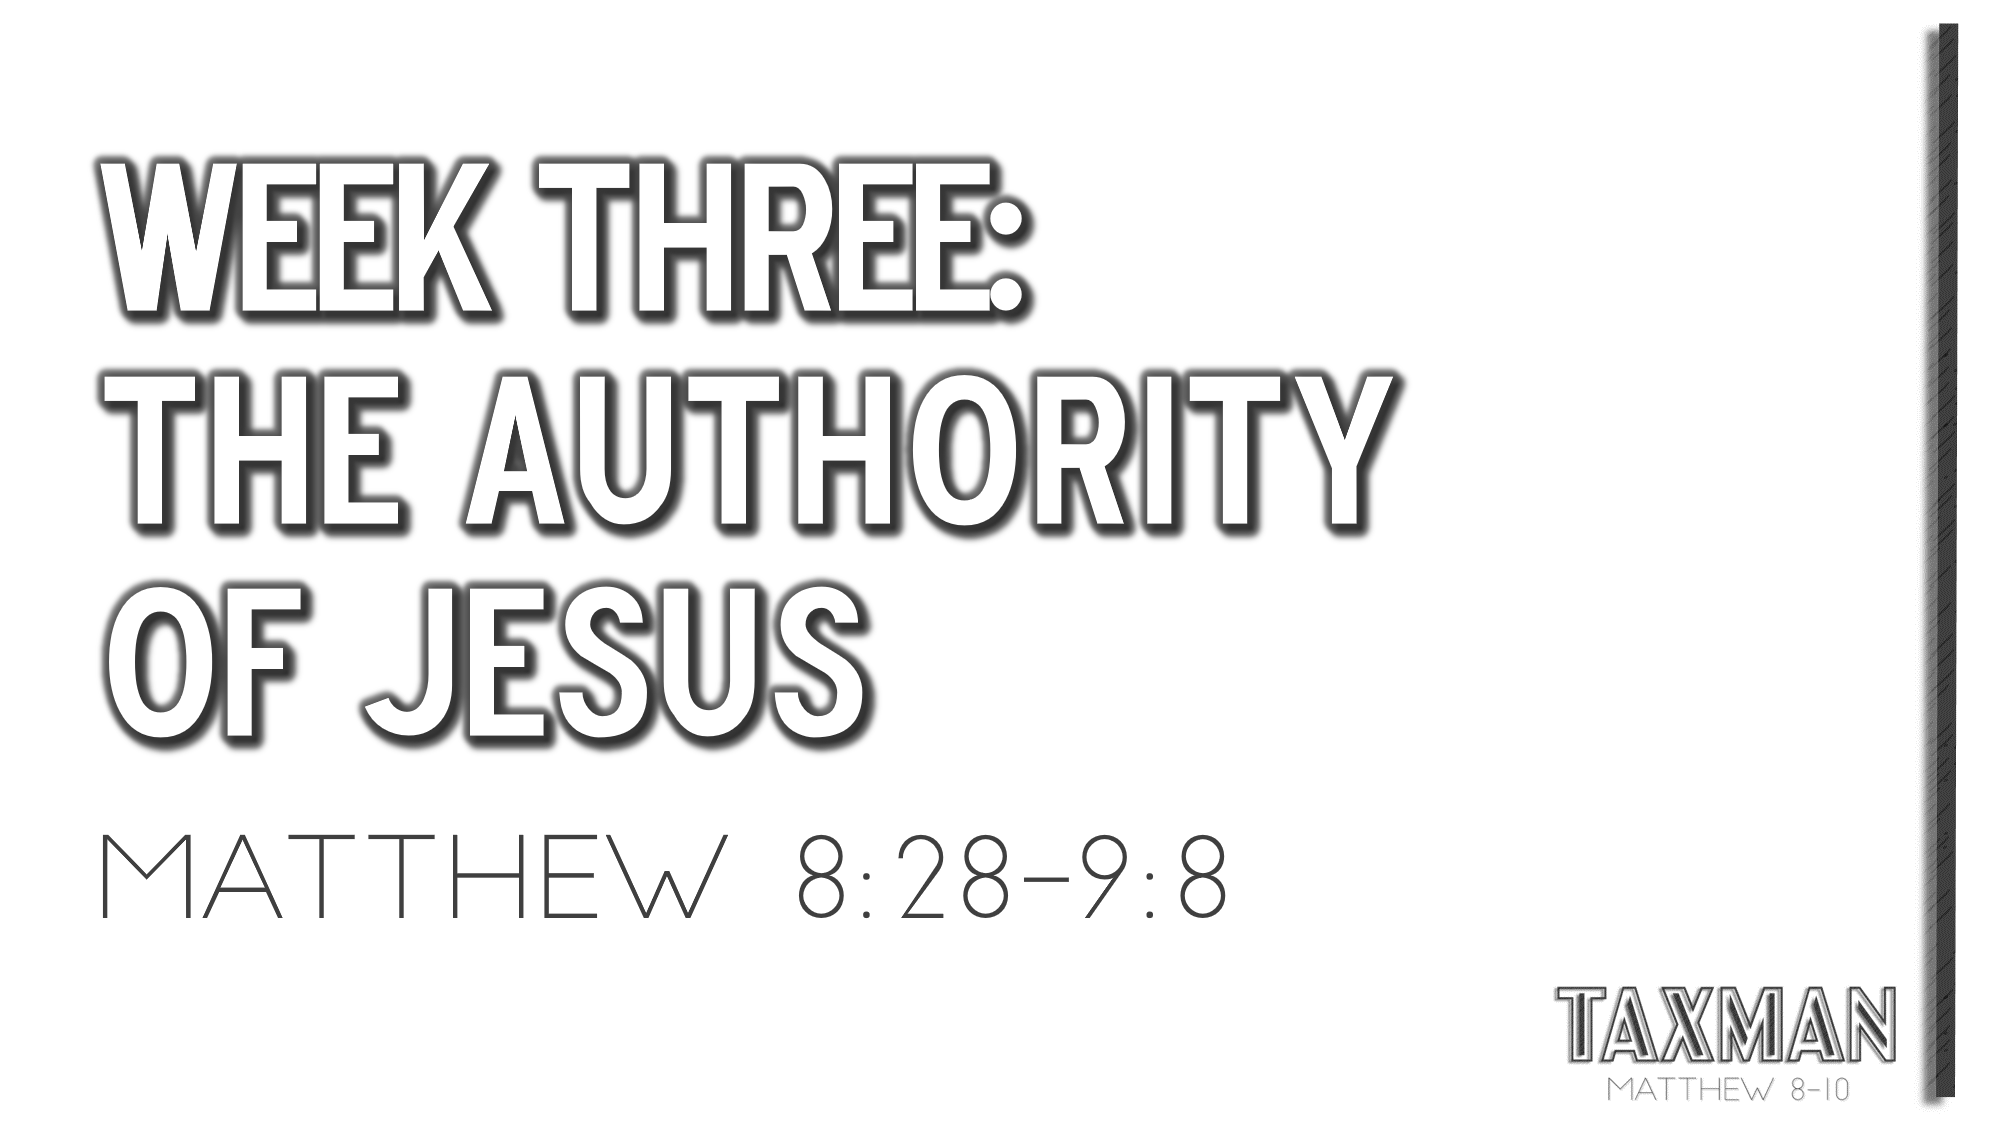 WEEK THREE:
THE AUTHORITY
OF JESUS
MATTHEW 8:28-9:8
TAXMAN
MATTHEW 8-10